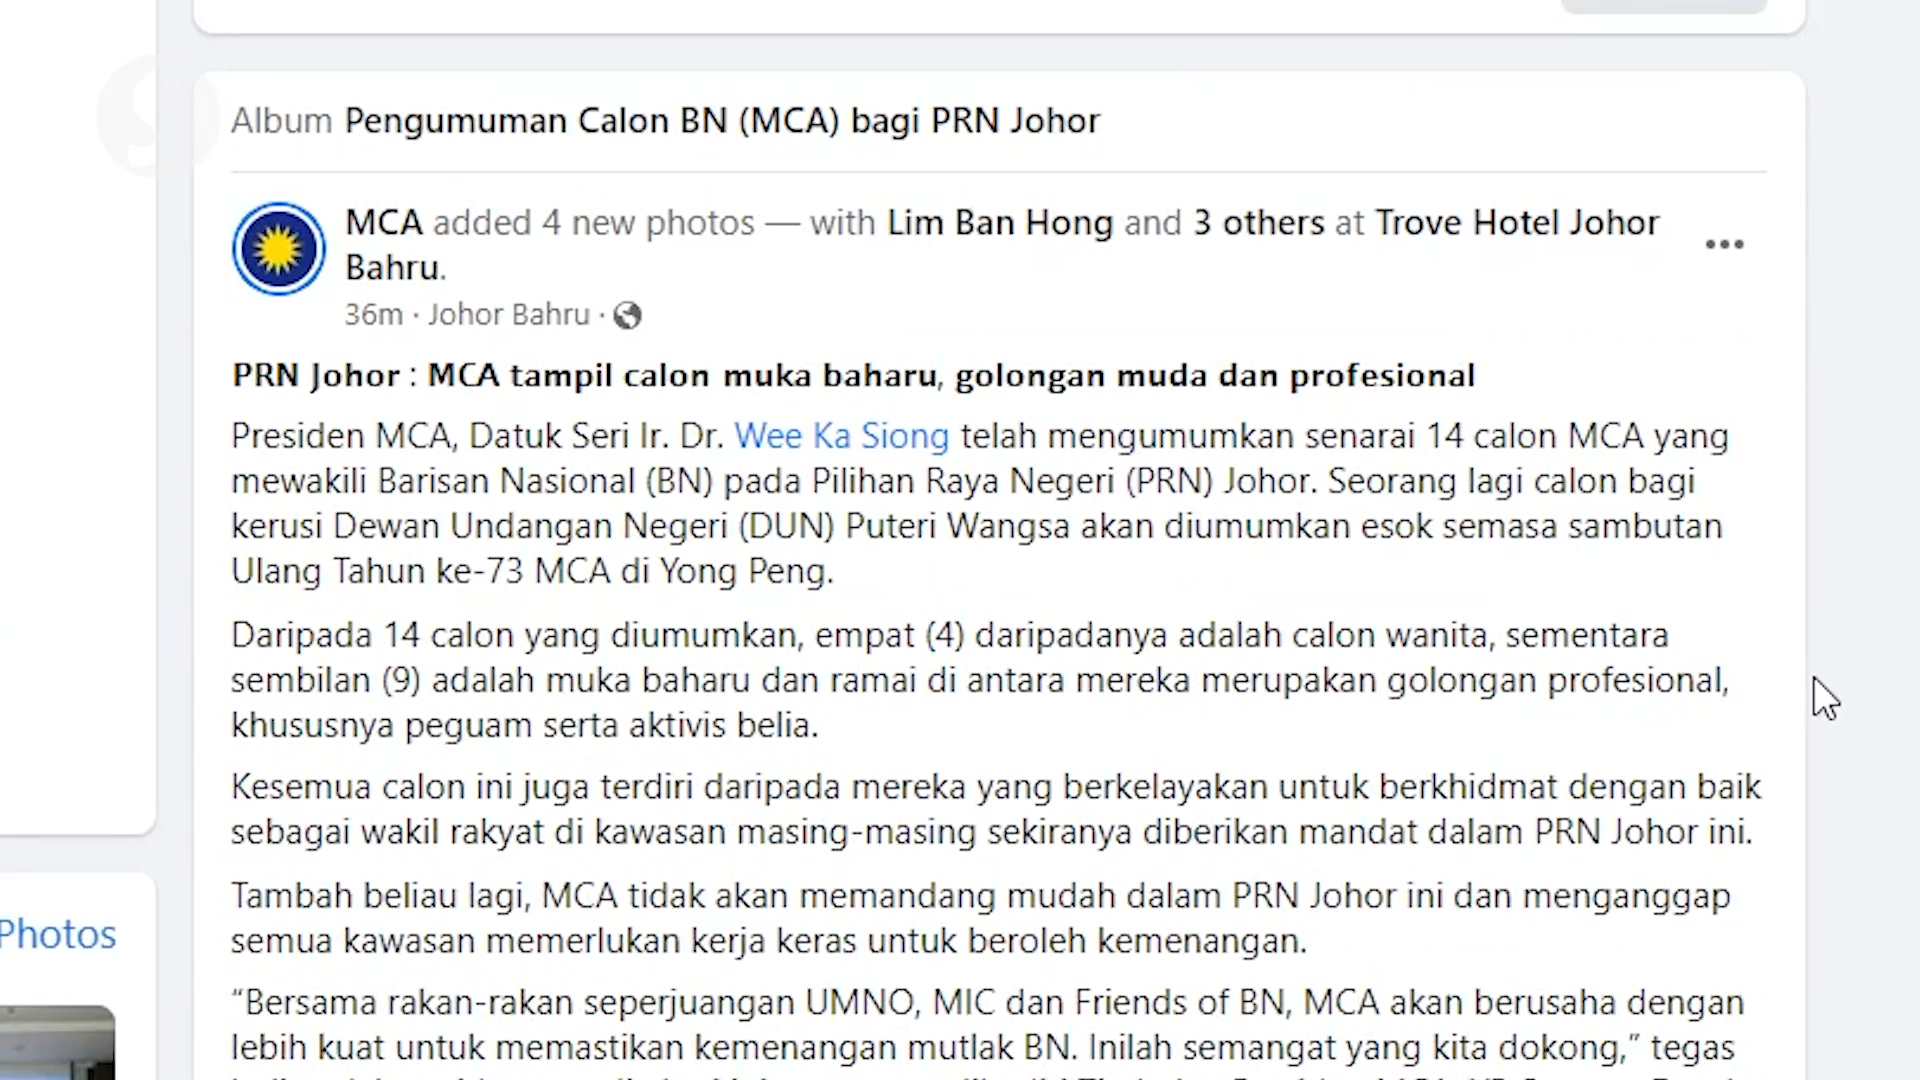 Album Pengumuman Calon BN (MCA) bagi PRN Johor
MCA added 4 new photos — with Lim Ban Hong and 3 others at Trove Hotel Johor
Bahru.
36m · Johor Bahru ·
PRN Johor : MCA tampil calon muka baharu, golongan muda dan profesional
Presiden MCA, Datuk Seri Ir. Dr. Wee Ka Siong telah mengumumkan senarai 14 calon MCA yang
mewakili Barisan Nasional (BN) pada Pilihan Raya Negeri (PRN) Johor. Seorang lagi calon bagi
kerusi Dewan Undangan Negeri (DUN) Puteri Wangsa akan diumumkan esok semasa sambutan
Ulang Tahun ke-73 MCA di Yong Peng.
Daripada 14 calon yang diumumkan, empat (4) daripadanya adalah calon wanita, sementara
sembilan (9) adalah muka baharu dan ramai di antara mereka merupakan golongan profesional,
khususnya peguam serta aktivis belia.
Kesemua calon ini juga terdiri daripada mereka yang berkelayakan untuk berkhidmat dengan baik
sebagai wakil rakyat di kawasan masing-masing sekiranya diberikan mandat dalam PRN Johor ini.
Tambah beliau lagi, MCA tidak akan memandang mudah dalam PRN Johor ini dan menganggap
semua kawasan memerlukan kerja keras untuk beroleh kemenangan.
“Bersama rakan-rakan seperjuangan UMNO, MIC dan Friends of BN, MCA akan berusaha dengan
lebih kuat untuk memastikan kemenangan mutlak BN. Inilah semangat yang kita dokong,” tegas
Photos